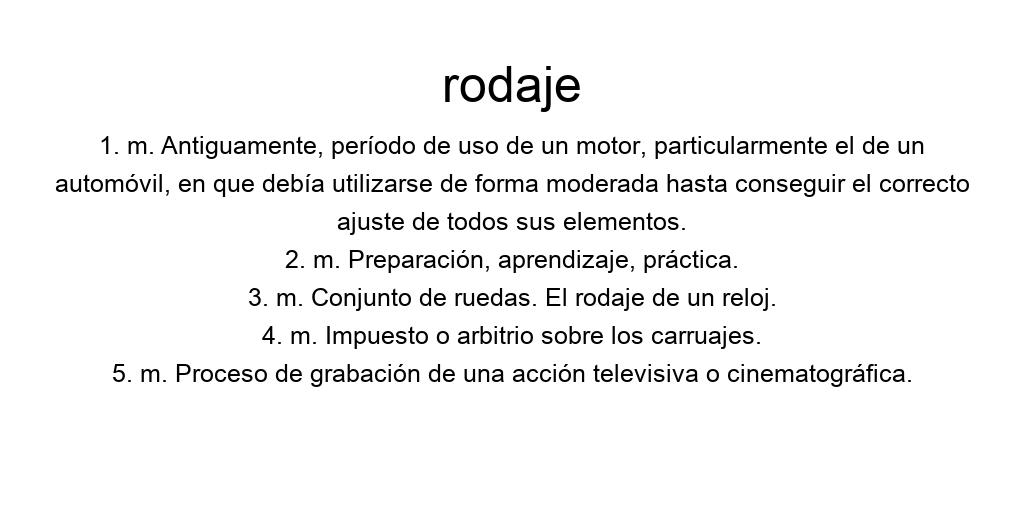 rodaje
1. m. Antiguamente, período de uso de un motor, particularmente el de un
automóvil, en que debía utilizarse de forma moderada hasta conseguir el correcto
ajuste de todos sus elementos.
2. m. Preparación, aprendizaje, práctica.
3. m. Conjunto de ruedas. El rodaje de un reloj.
4. m. Impuesto o arbitrio sobre los carruajes.
5. m. Proceso de grabación de una acción televisiva o cinematográfica.